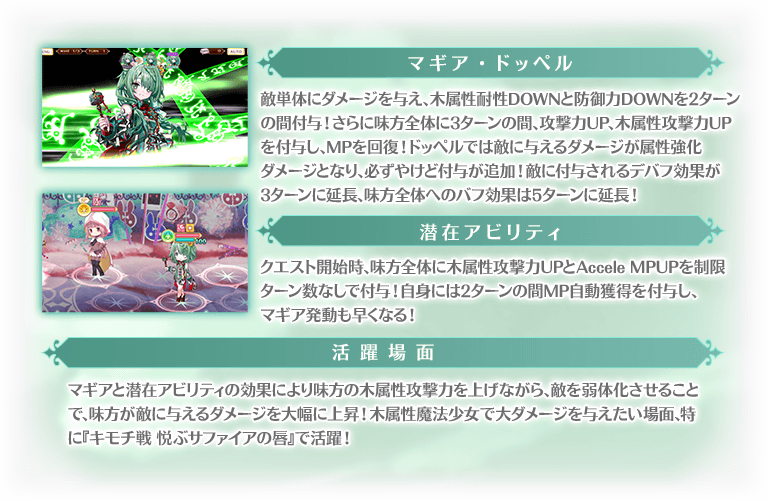 マギア・ドッペル
敵単体にダメージを与え、木属性耐性DOWNと防御力DOWNを2ターン
の間付与！さらに味方全体に3ターンの間、攻撃力UP、木属性攻撃力UP
を付与し、MPを回復！ドッペルでは敵に与えるダメージが属性強化
ダメージとなり、必ずやけど付与が追加！敵に付与されるデバフ効果が
3ターンに延長、味方全体へのバフ効果は5ターンに延長！
潜在アビリティ
クエスト開始時、味方全体に木属性攻撃力UPとAccele MPUPを制限
ターン数なしで付与！自身には2ターンの間MP自動獲得を付与し、
マギア発動も早くなる！
活躍場面
マギアと潜在アビリティの効果により味方の木属性攻撃力を上げながら、敵を弱体化させること
で、味方が敵に与えるダメージを大幅に上昇！木属性魔法少女で大ダメージを与えたい場面、特
に『キモチ戦 悦ぶサファイアの唇』で活躍！